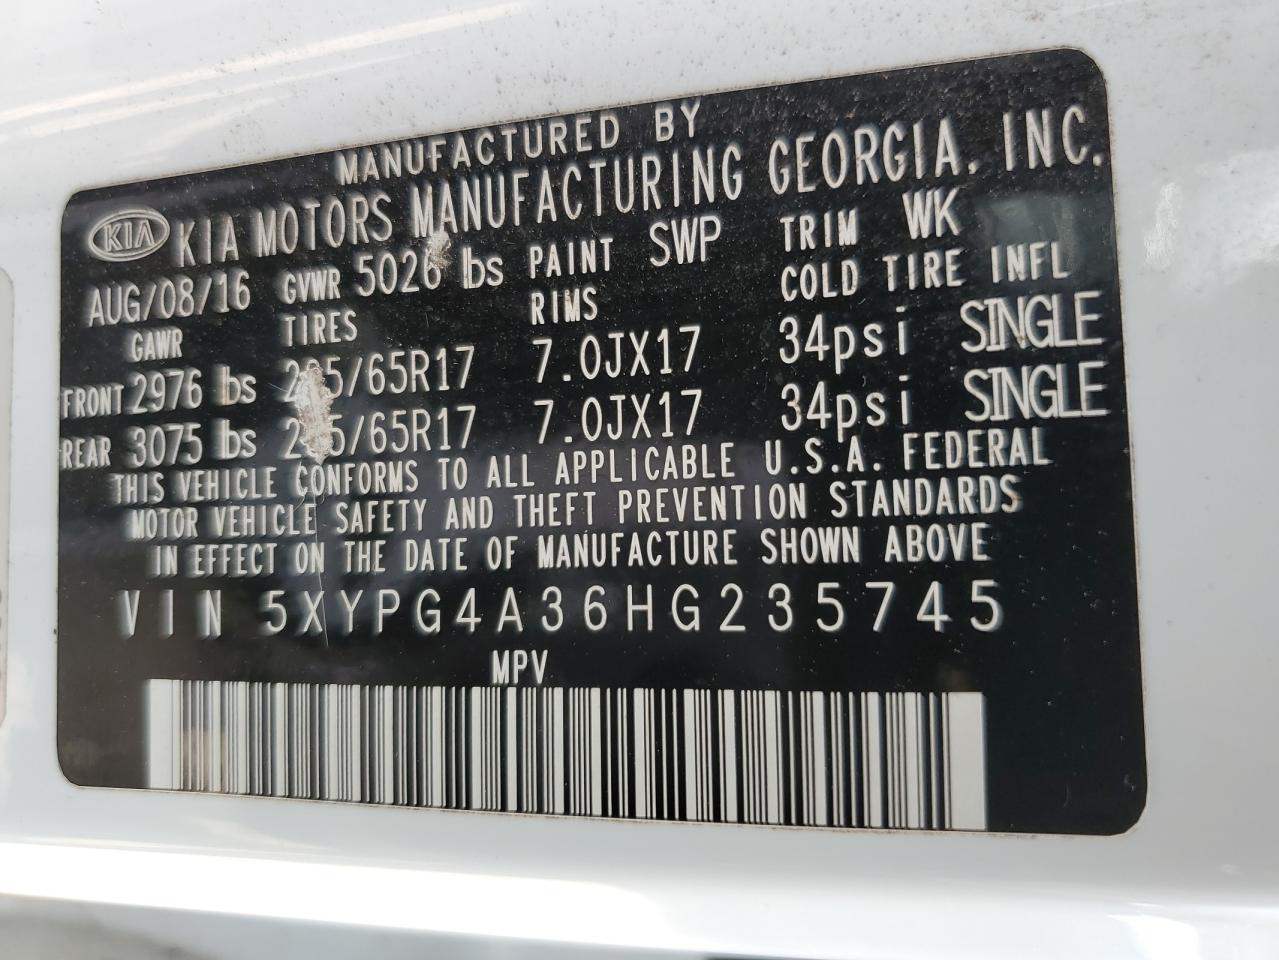 MANUFACTURED BY
KIA KIA MOTORS MANUFACTURING GEORGIA, INC.
AUG/08/16 GVWR 5026 lbs PAINT SWP TRIM WK
GAWR TIRES RIMS COLD TIRE INFL
FRONT 2976 lbs 7.0JX17 34psi SINGLE
REAR 3075 lbs 7.0JX17 34psi SINGLE
THIS VEHICLE CONFORMS TO ALL APPLICABLE U.S.A. FEDERAL
MOTOR VEHICLE SAFETY AND THEFT PREVENTION STANDARDS
IN EFFECT ON THE DATE OF MANUFACTURE SHOWN ABOVE
VIN 5XYPG4A36HG235745
MPV